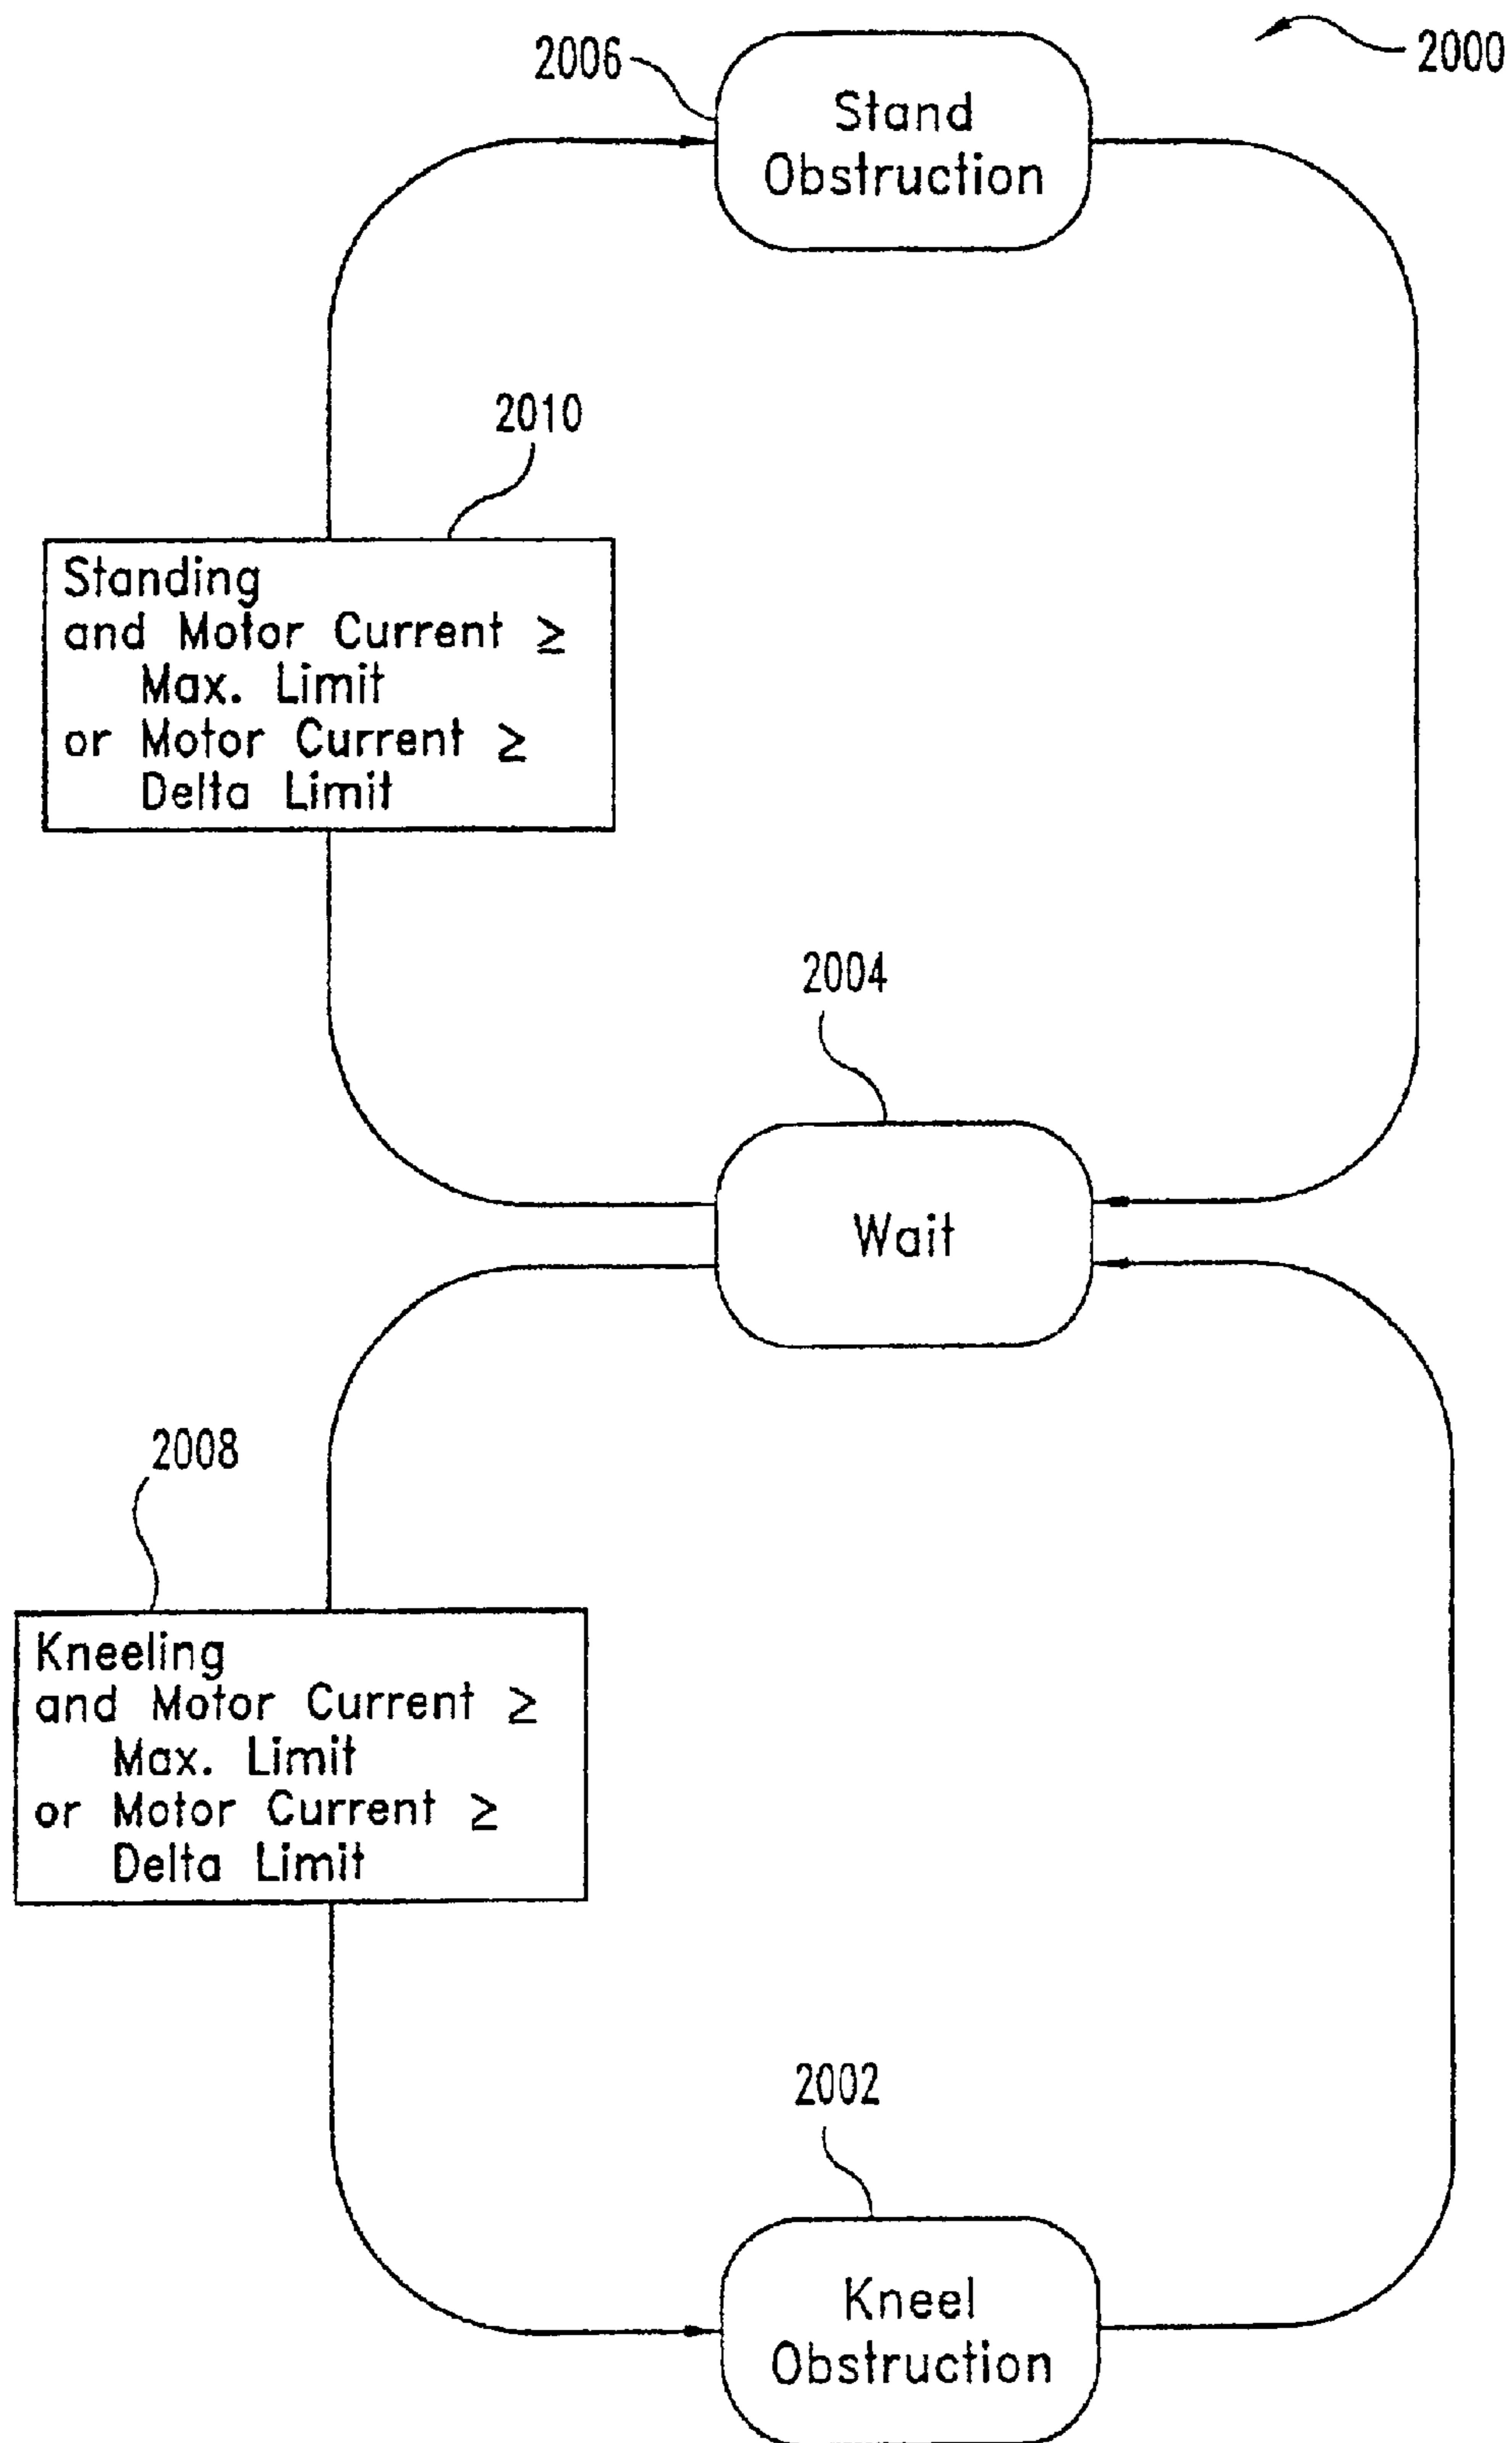 2000
2006
Stand
Obstruction
2010
Standing
and Motor Current ≥
Max. Limit
or Motor Current ≥
Delta Limit
2004
Wait
2008
Kneeling
and Motor Current ≥
Max. Limit
or Motor Current ≥
Delta Limit
2002
Kneel
Obstruction